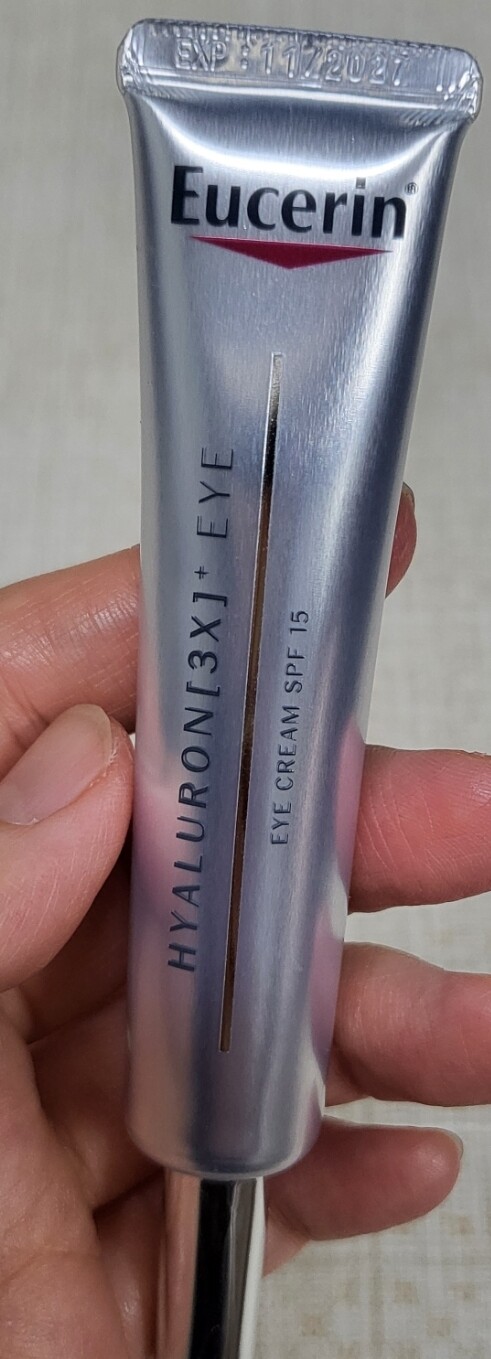 EXP: 11/2027
Eucerin®
HYALURON[3X]+ EYE
EYE CREAM SPF 15